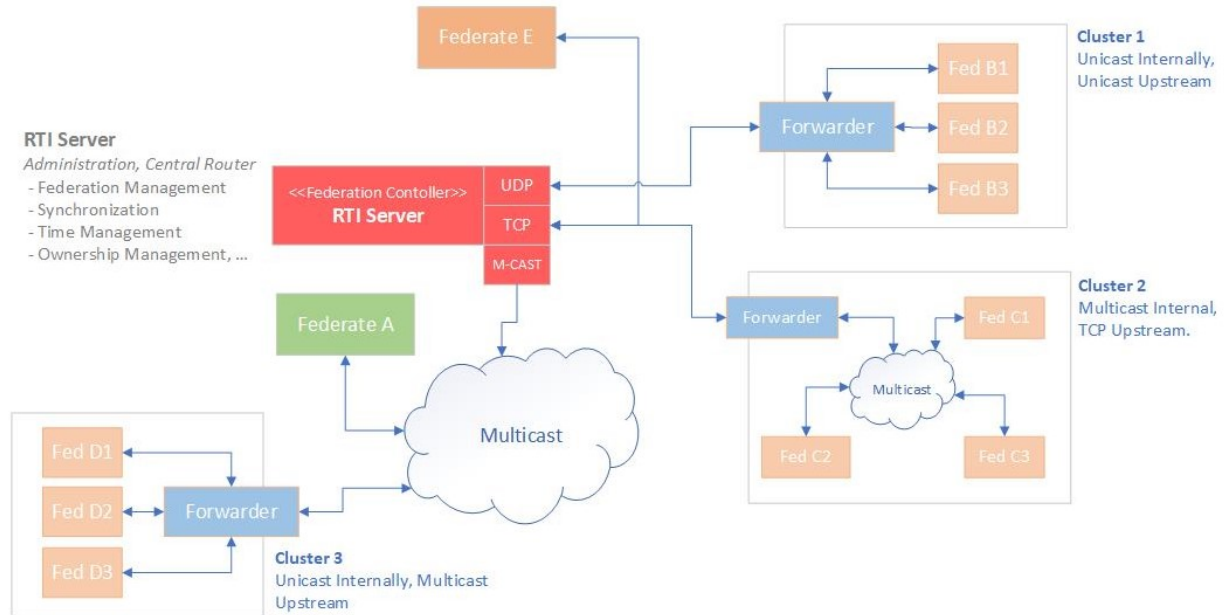 Federate E
Cluster 1
Unicast Internally,
Unicast Upstream
Fed B1
Forwarder
Fed B2
Fed B3
RTI Server
Administration, Central Router
- Federation Management
- Synchronization
- Time Management
- Ownership Management, ...
<<Federation Contoller>>
RTI Server
UDP
TCP
M-CAST
Cluster 2
Multicast Internal,
TCP Upstream.
Forwarder
Fed C1
Multicast
Fed C2
Fed C3
Federate A
Multicast
Fed D1
Fed D2
Forwarder
Fed D3
Cluster 3
Unicast Internally, Multicast
Upstream